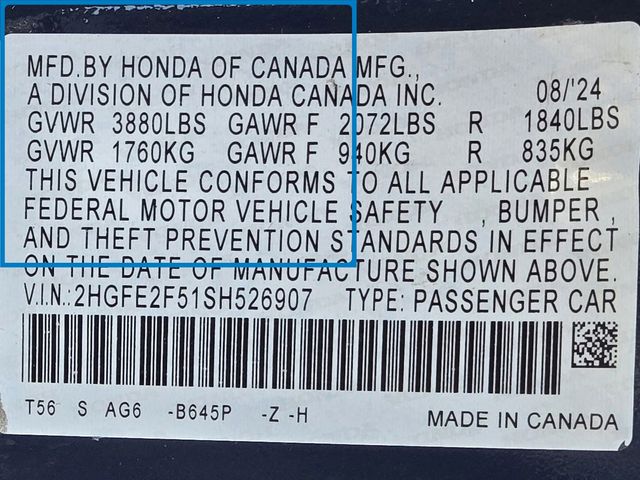 MFD.BY HONDA OF CANADA MFG.,
A DIVISION OF HONDA CANADA INC. 08/'24
GVWR 3880LBS GAWR F 2072LBS R 1840LBS
GVWR 1760KG GAWR F 940KG R 835KG
THIS VEHICLE CONFORMS TO ALL APPLICABLE
FEDERAL MOTOR VEHICLE SAFETY , BUMPER ,
AND THEFT PREVENTION STANDARDS IN EFFECT
ON THE DATE OF MANUFACTURE SHOWN ABOVE.
V.I.N.:2HGFE2F51SH526907 TYPE: PASSENGER CAR
T56 S AG6 -B645P -Z -H MADE IN CANADA